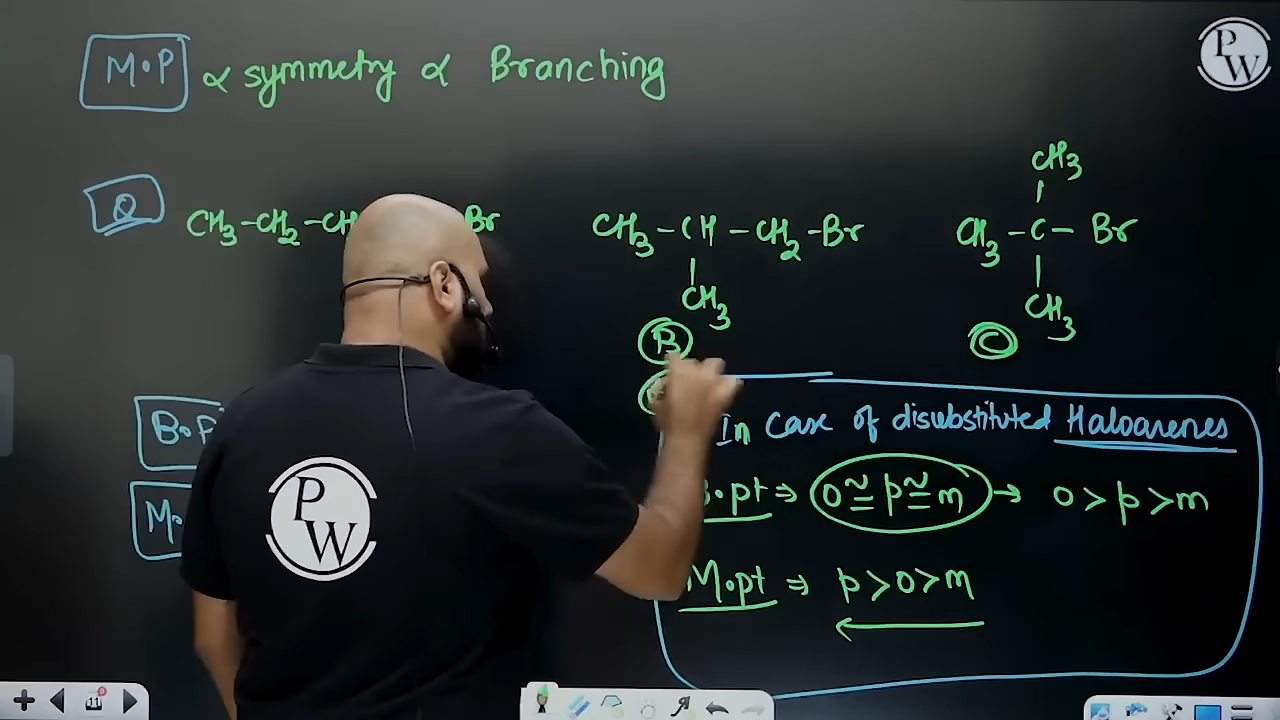 M.P ∝ symmetry ∝ Branching
PW
Q
CH3-CH2-CH Br
CH3-CH-CH2-Br
CH3
B
CH3
CH3-C-Br
CH3
C
B.P
M.
In case of disubstituted Haloarenes
B.pt ⇒ o≅p≅m → o>p>m
M.pt ⇒ p>o>m
PW
11